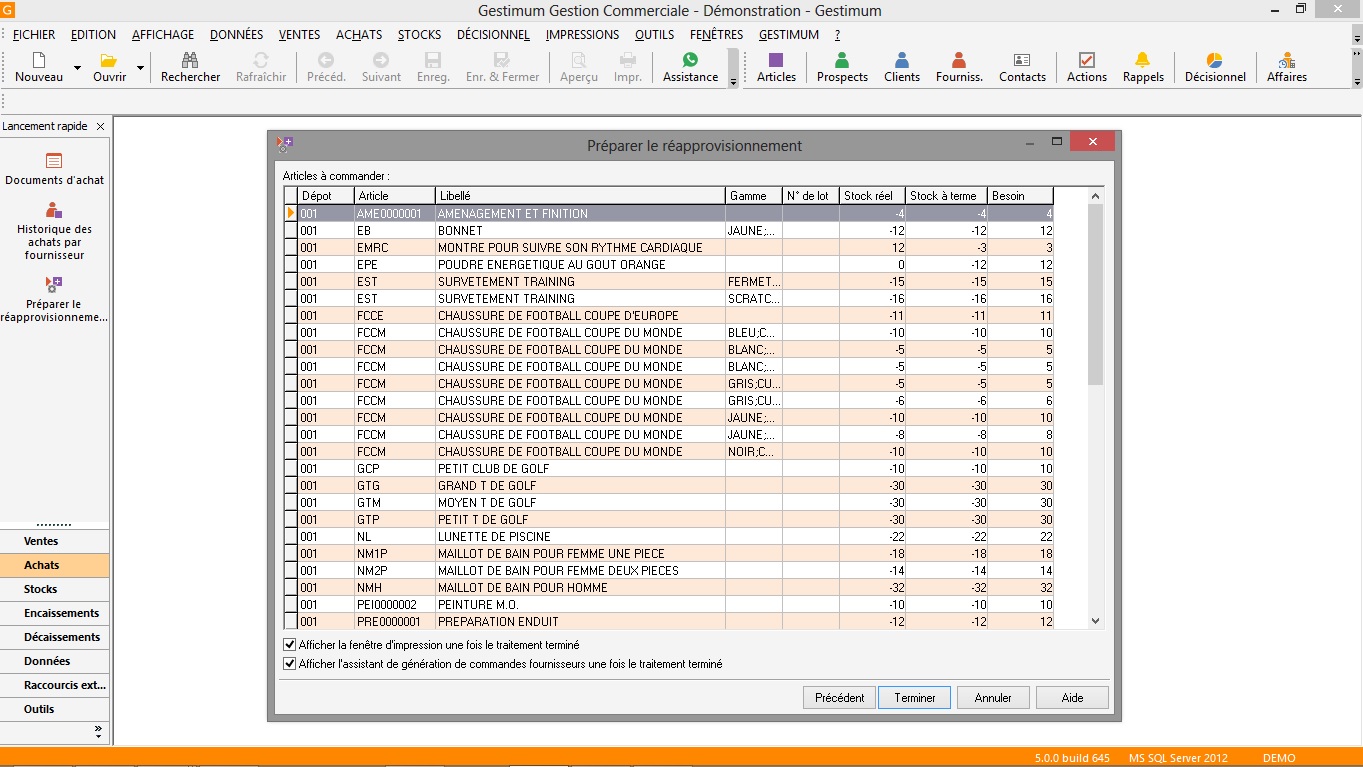 G
Gestimum Gestion Commerciale - Démonstration - Gestimum
FICHIER EDITION AFFICHAGE DONNÉES VENTES ACHATS STOCKS DÉCISIONNEL IMPRESSIONS OUTILS FENÊTRES GESTIMUM ?
Nouveau Ouvrir Rechercher Rafraîchir Précéd. Suivant Enreg. Enr. & Fermer Aperçu Impr. Assistance Articles Prospects Clients Fourniss. Contacts Actions Rappels Décisionnel Affaires
Lancement rapide
Documents d'achat
Historique des
achats par
fournisseur
Préparer le
réapprovisionneme...
Ventes
Achats
Stocks
Encaissements
Décaissements
Données
Raccourcis ext...
Outils
Préparer le réapprovisionnement
Articles à commander :
Dépot Article Libellé Gamme N° de lot Stock réel Stock à terme Besoin
001 AME0000001 AMENAGEMENT ET FINITION -4 -4 4
001 EB BONNET JAUNE;... -12 -12 12
001 EMRC MONTRE POUR SUIVRE SON RYTHME CARDIAQUE 12 -3 3
001 EPE POUDRE ENERGETIQUE AU GOUT ORANGE 0 -12 12
001 EST SURVETEMENT TRAINING FERMET... -15 -15 15
001 EST SURVETEMENT TRAINING SCRATC... -16 -16 16
001 FCCE CHAUSSURE DE FOOTBALL COUPE D'EUROPE -11 -11 11
001 FCCM CHAUSSURE DE FOOTBALL COUPE DU MONDE BLEU;C... -10 -10 10
001 FCCM CHAUSSURE DE FOOTBALL COUPE DU MONDE BLANC;... -5 -5 5
001 FCCM CHAUSSURE DE FOOTBALL COUPE DU MONDE BLANC;... -5 -5 5
001 FCCM CHAUSSURE DE FOOTBALL COUPE DU MONDE GRIS;CU... -5 -5 5
001 FCCM CHAUSSURE DE FOOTBALL COUPE DU MONDE GRIS;CU... -6 -6 6
001 FCCM CHAUSSURE DE FOOTBALL COUPE DU MONDE JAUNE;... -10 -10 10
001 FCCM CHAUSSURE DE FOOTBALL COUPE DU MONDE JAUNE;... -8 -8 8
001 FCCM CHAUSSURE DE FOOTBALL COUPE DU MONDE NOIR;C... -10 -10 10
001 GCP PETIT CLUB DE GOLF -10 -10 10
001 GTG GRAND T DE GOLF -30 -30 30
001 GTM MOYEN T DE GOLF -30 -30 30
001 GTP PETIT T DE GOLF -30 -30 30
001 NL LUNETTE DE PISCINE -22 -22 22
001 NM1P MAILLOT DE BAIN POUR FEMME UNE PIECE -18 -18 18
001 NM2P MAILLOT DE BAIN POUR FEMME DEUX PIECES -14 -14 14
001 NMH MAILLOT DE BAIN POUR HOMME -32 -32 32
001 PEI0000002 PEINTURE M.O. -10 -10 10
001 PRE0000001 PREPARATION ENDUIT -12 -12 12
Afficher la fenêtre d'impression une fois le traitement terminé
Afficher l'assistant de génération de commandes fournisseurs une fois le traitement terminé
Précédent Terminer Annuler Aide
5.0.0 build 645 MS SQL Server 2012 DEMO